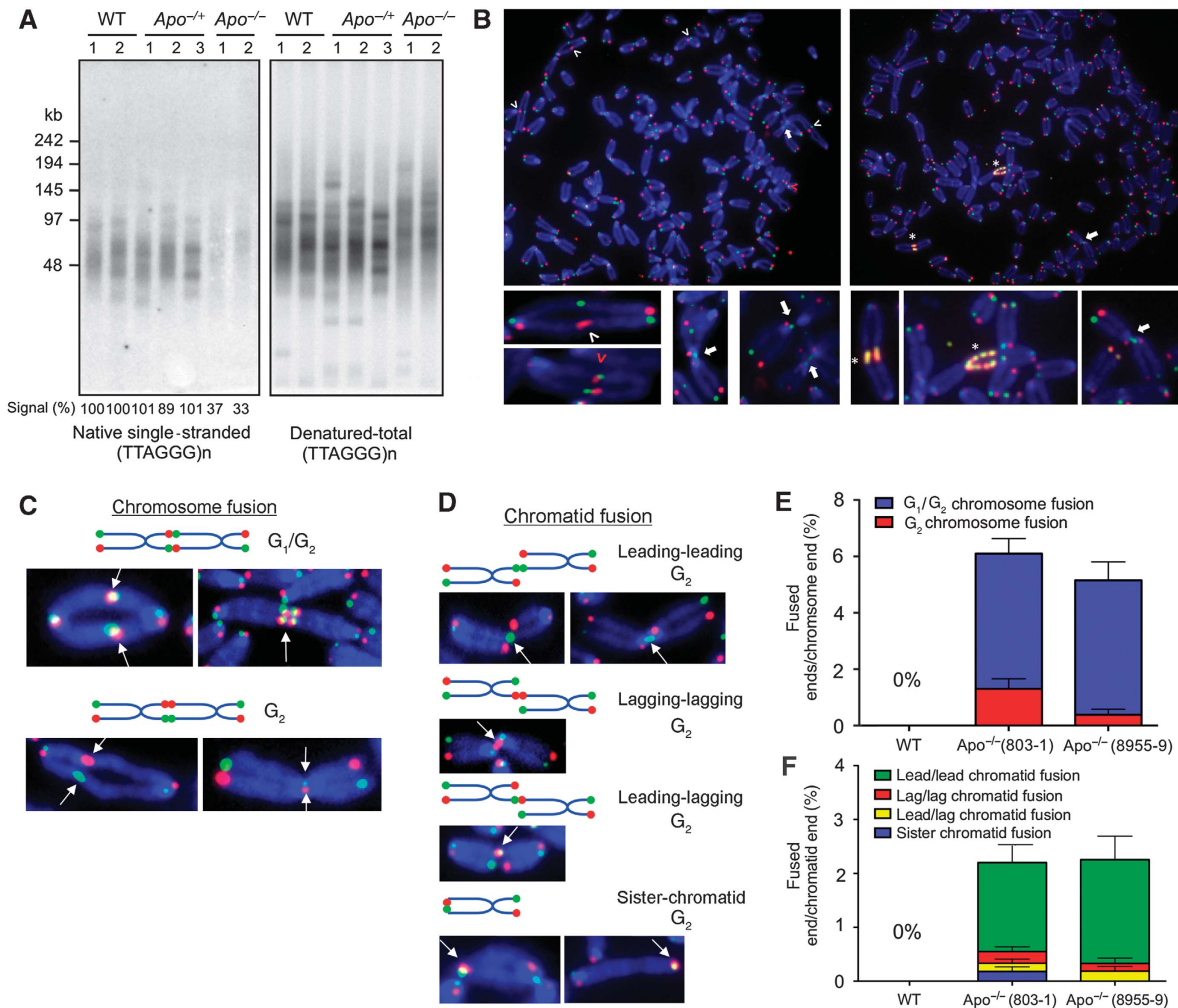 A
WT Apo−/+ Apo−/− WT Apo−/+ Apo−/−
1 2 1 2 3 1 2 1 2 1 2 3 1 2
kb
242
194
145
97
48
Signal (%) 100 100 101 89 101 37 33
Native single-stranded
(TTAGGG)n
Denatured-total
(TTAGGG)n
B
C
Chromosome fusion
G1/G2
G2
D
Chromatid fusion
Leading-leading
G2
Lagging-lagging
G2
Leading-lagging
G2
Sister-chromatid
G2
E
Fused
ends/chromsome end (%)
8
6
4
2
0
G1/G2 chromosome fusion
G2 chromosome fusion
0%
WT Apo−/−(803-1) Apo−/−(8955-9)
F
Fused
end/chromatid end (%)
4
3
2
1
0
Lead/lead chromatid fusion
Lag/lag chromatid fusion
Lead/lag chromatid fusion
Sister chromatid fusion
0%
WT Apo−/−(803-1) Apo−/−(8955-9)